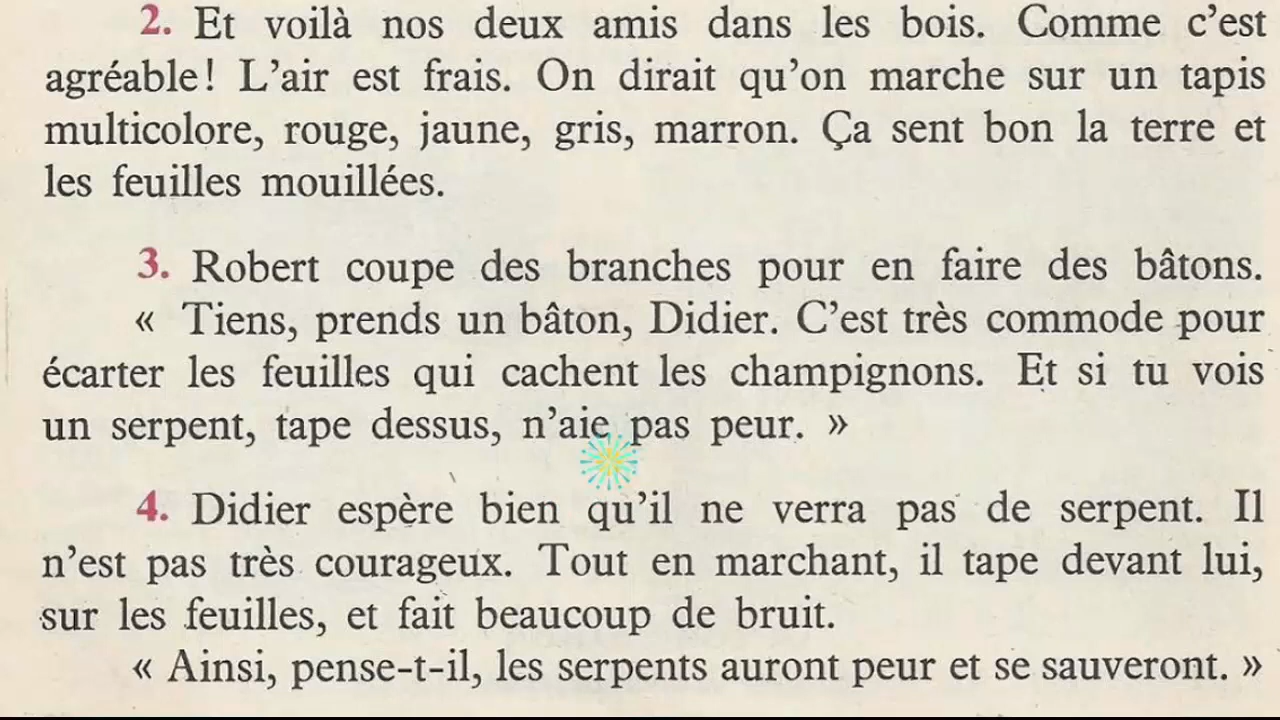 2. Et voilà nos deux amis dans les bois. Comme c'est
agréable! L'air est frais. On dirait qu'on marche sur un tapis
multicolore, rouge, jaune, gris, marron. Ça sent bon la terre et
les feuilles mouillées.
3. Robert coupe des branches pour en faire des bâtons.
« Tiens, prends un bâton, Didier. C'est très commode pour
écarter les feuilles qui cachent les champignons. Et si tu vois
un serpent, tape dessus, n'aie pas peur. »
4. Didier espère bien qu'il ne verra pas de serpent. Il
n'est pas très courageux. Tout en marchant, il tape devant lui,
sur les feuilles, et fait beaucoup de bruit.
« Ainsi, pense-t-il, les serpents auront peur et se sauveront. »